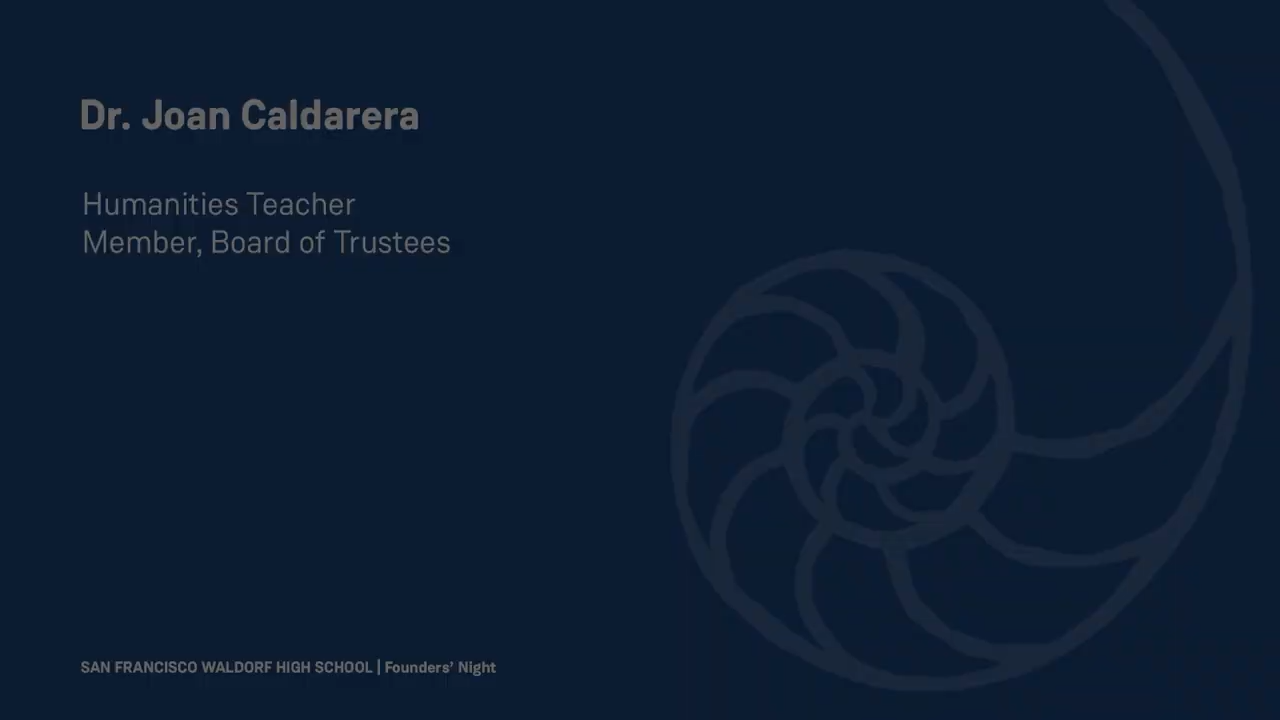 Dr. Joan Caldarera
Humanities Teacher
Member, Board of Trustees
SAN FRANCISCO WALDORF HIGH SCHOOL | Founders’ Night